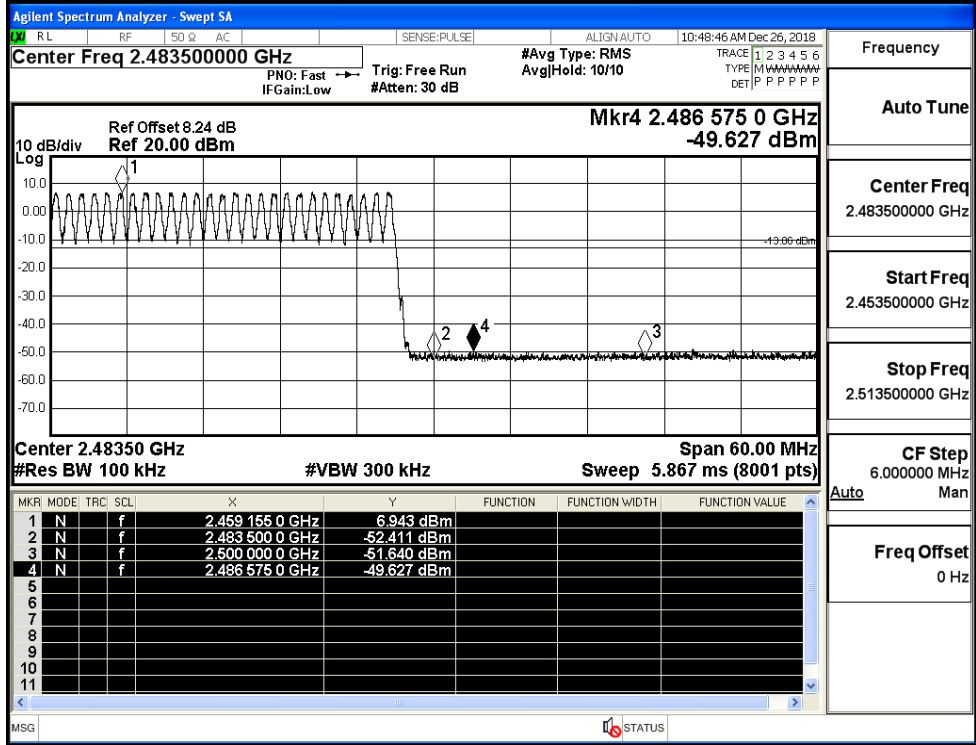 Agilent Spectrum Analyzer - Swept SA
LXI RL RF 50 Ω AC SENSE:PULSE ALIGN AUTO 10:48:46 AM Dec 26, 2018
Center Freq 2.483500000 GHz
PNO: Fast
IFGain:Low
Trig: Free Run
#Atten: 30 dB
#Avg Type: RMS
Avg|Hold: 10/10
TRACE 1 2 3 4 5 6
TYPE M WWWWW
DET P P P P P P
Frequency
Auto Tune
Center Freq
2.483500000 GHz
Start Freq
2.453500000 GHz
Stop Freq
2.513500000 GHz
CF Step
6.000000 MHz
Auto Man
Freq Offset
0 Hz
Mkr4 2.486 575 0 GHz
-49.627 dBm
Ref Offset 8.24 dB
10 dB/div Ref 20.00 dBm
Log
1
10.0
0.00
-10.0
-13.06 dBm
-20.0
-30.0
-40.0
2 4 3
-50.0
-60.0
-70.0
Center 2.48350 GHz Span 60.00 MHz
#Res BW 100 kHz #VBW 300 kHz Sweep 5.867 ms (8001 pts)
MKR MODE TRC SCL X Y FUNCTION FUNCTION WIDTH FUNCTION VALUE
1 N f 2.459 155 0 GHz 6.943 dBm
2 N f 2.483 500 0 GHz -52.411 dBm
3 N f 2.500 000 0 GHz -51.640 dBm
4 N f 2.486 575 0 GHz -49.627 dBm
5
6
7
8
9
10
11
MSG STATUS